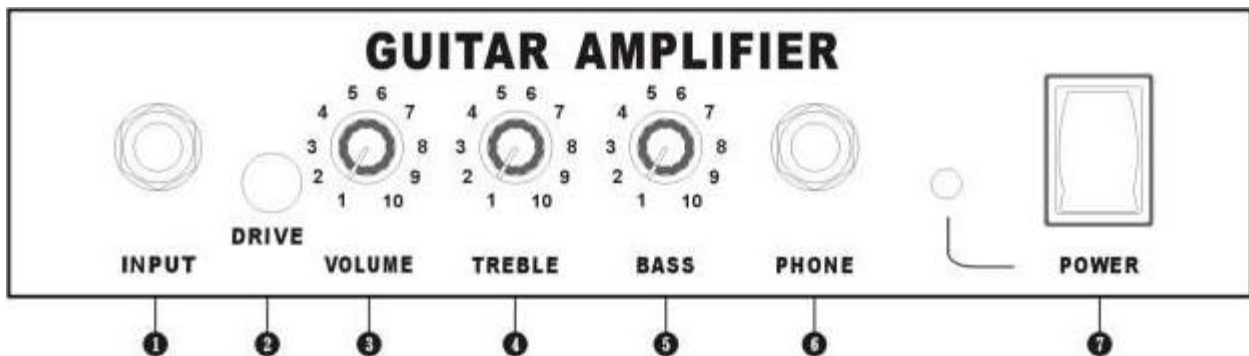 GUITAR AMPLIFIER
5 6 5 6 5 6
4 7 4 7 4 7
3 8 3 8 3 8
2 9 2 9 2 9
1 10 1 10 1 10
DRIVE
INPUT VOLUME TREBLE BASS PHONE POWER
1 2 3 4 5 6 7